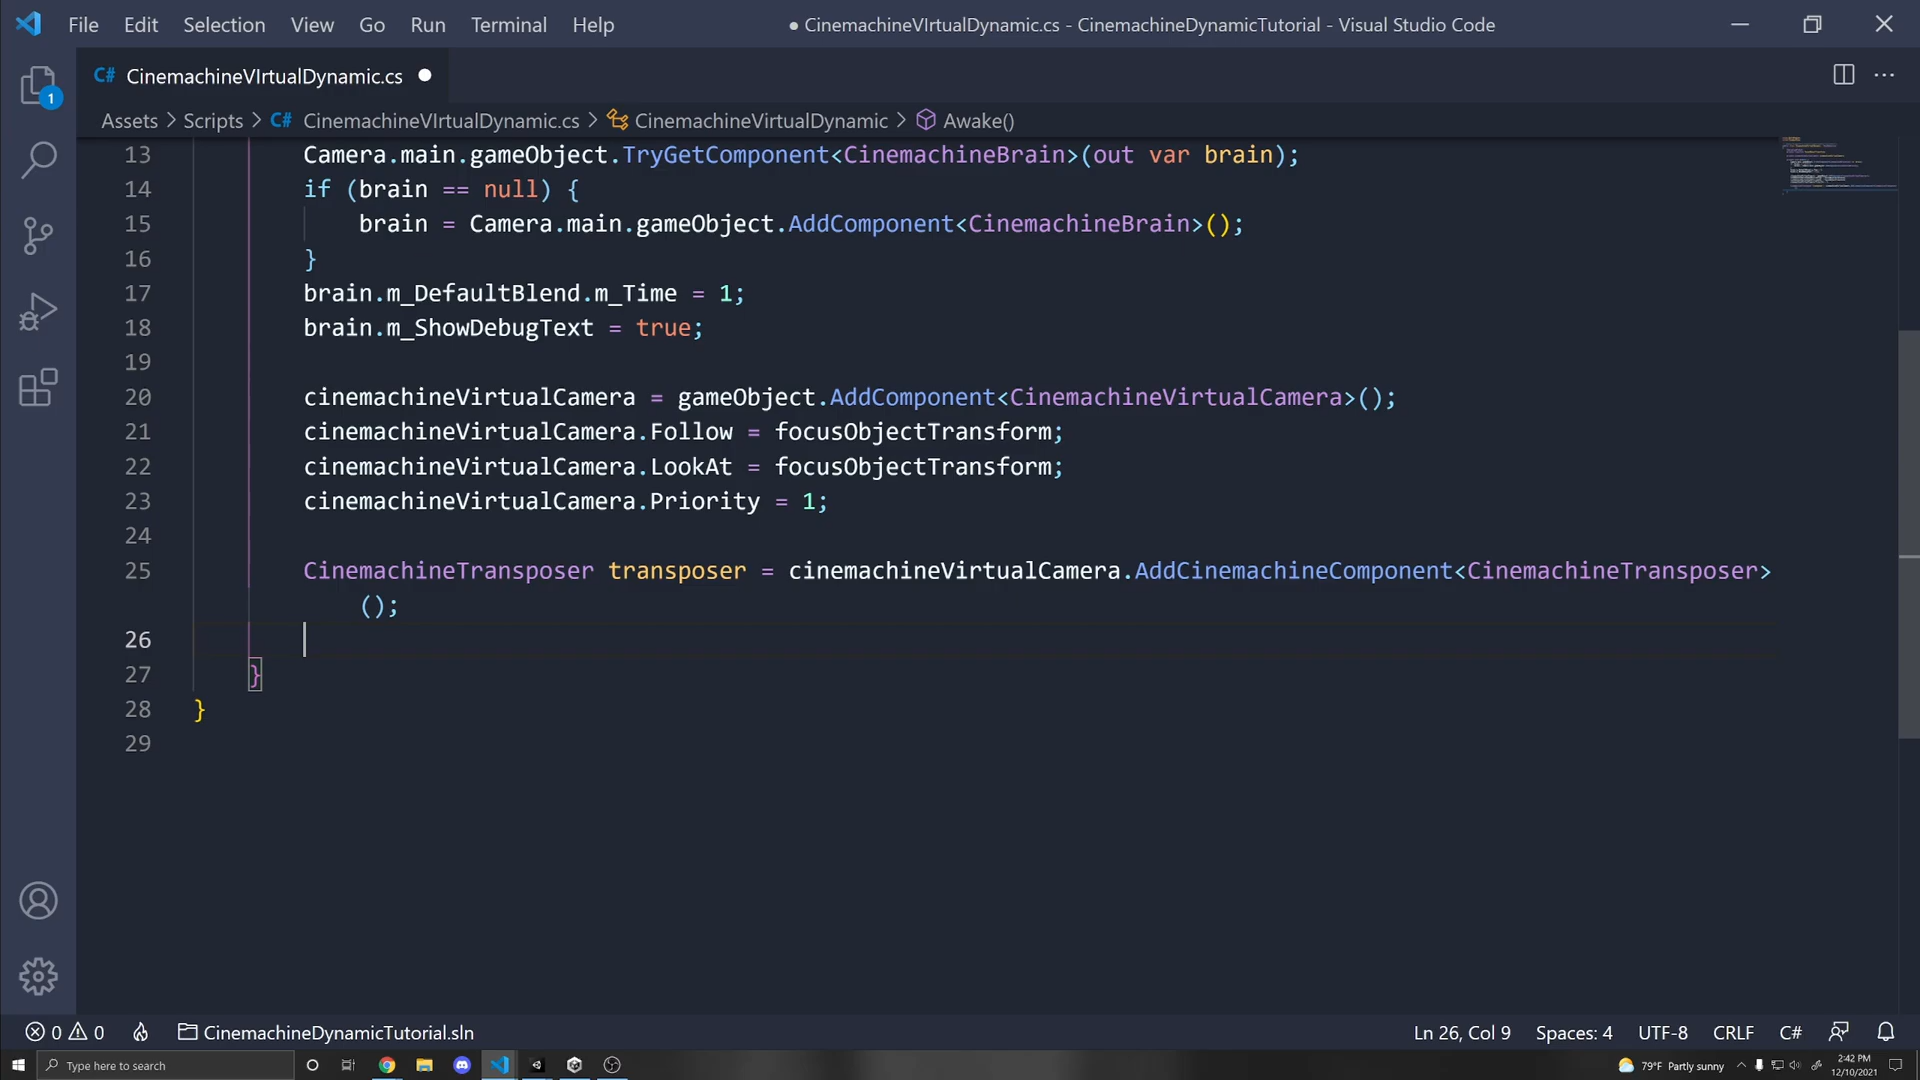 File Edit Selection View Go Run Terminal Help
● CinemachineVIrtualDynamic.cs - CinemachineDynamicTutorial - Visual Studio Code
C# CinemachineVIrtualDynamic.cs ●
1
Assets > Scripts > C# CinemachineVIrtualDynamic.cs > CinemachineVirtualDynamic > Awake()
13 Camera.main.gameObject.TryGetComponent<CinemachineBrain>(out var brain);
14 if (brain == null) {
15 brain = Camera.main.gameObject.AddComponent<CinemachineBrain>();
16 }
17 brain.m_DefaultBlend.m_Time = 1;
18 brain.m_ShowDebugText = true;
19
20 cinemachineVirtualCamera = gameObject.AddComponent<CinemachineVirtualCamera>();
21 cinemachineVirtualCamera.Follow = focusObjectTransform;
22 cinemachineVirtualCamera.LookAt = focusObjectTransform;
23 cinemachineVirtualCamera.Priority = 1;
24
25 CinemachineTransposer transposer = cinemachineVirtualCamera.AddCinemachineComponent<CinemachineTransposer>
();
26
27 }
28 }
29
0 0 CinemachineDynamicTutorial.sln
Ln 26, Col 9 Spaces: 4 UTF-8 CRLF C#
Type here to search
79°F Partly sunny
2:42 PM
12/10/2021